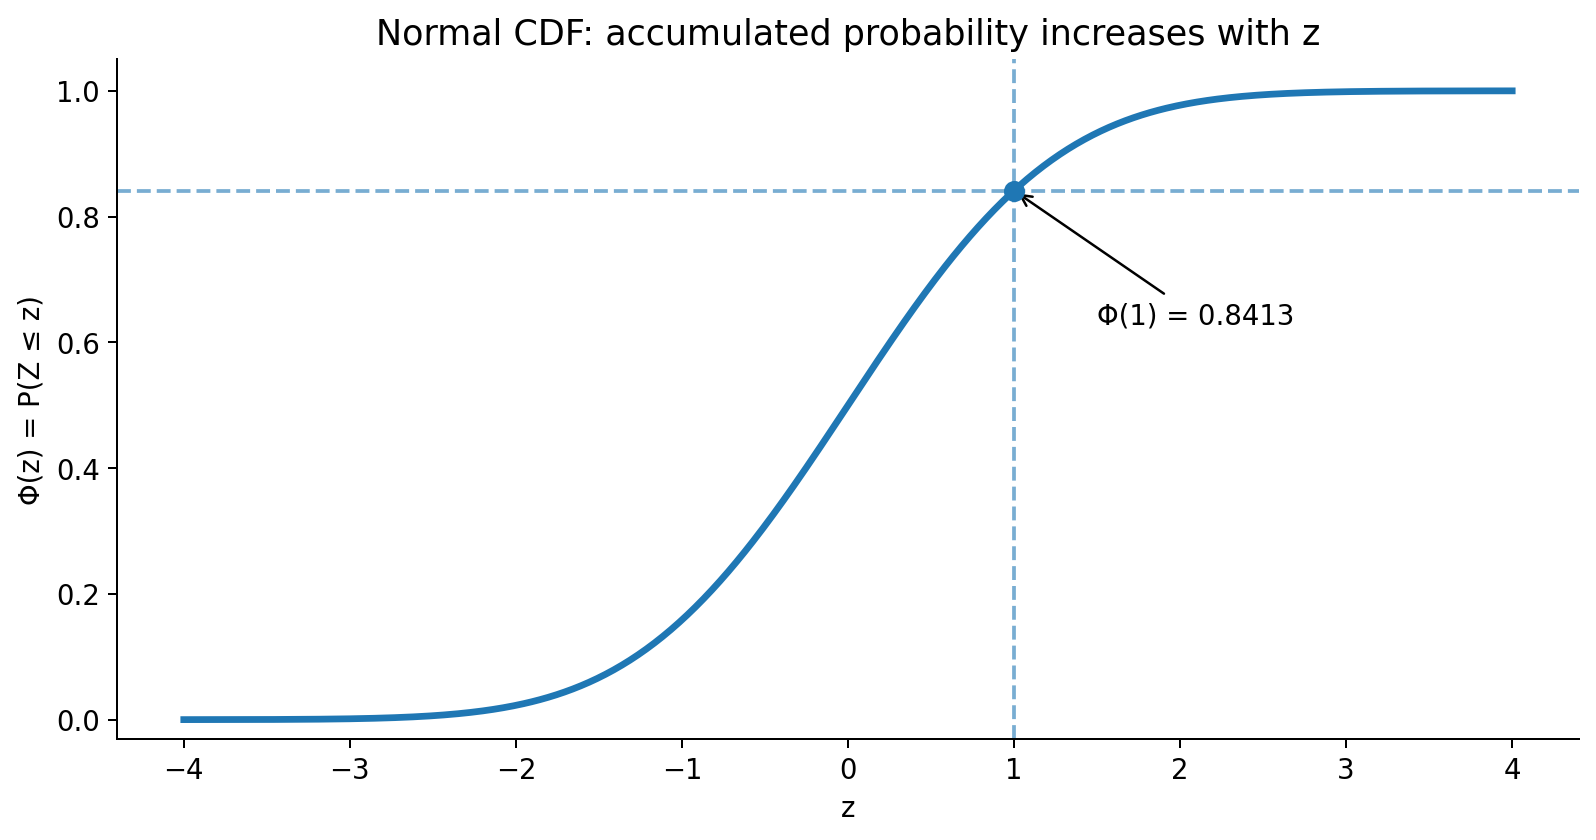 Normal CDF: accumulated probability increases with z
Φ(z) = P(Z ≤ z)
1.0
0.8
0.6
0.4
0.2
0.0
Φ(1) = 0.8413
−4 −3 −2 −1 0 1 2 3 4
z